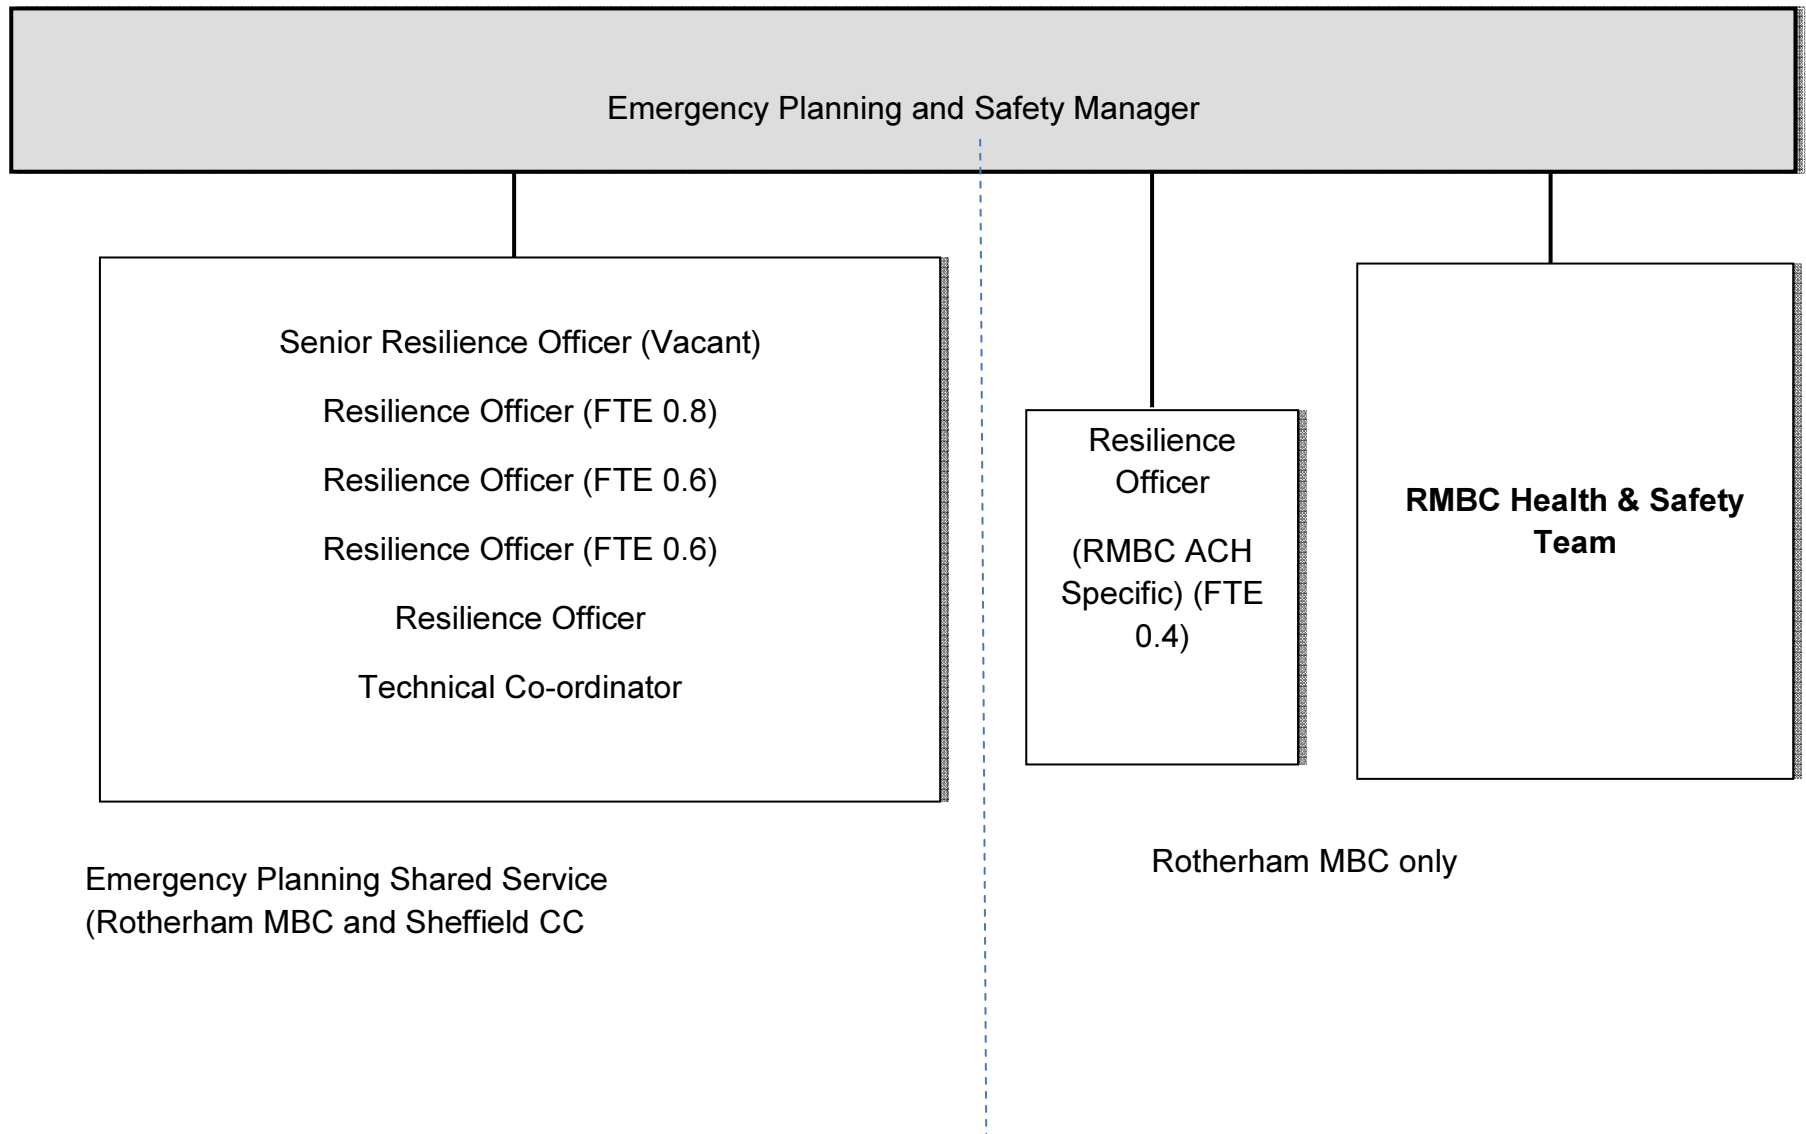 Emergency Planning and Safety Manager
Senior Resilience Officer (Vacant)
Resilience Officer (FTE 0.8)
Resilience Officer (FTE 0.6)
Resilience Officer (FTE 0.6)
Resilience Officer
Technical Co-ordinator
Resilience
Officer
(RMBC ACH
Specific) (FTE
0.4)
RMBC Health & Safety
Team
Emergency Planning Shared Service
(Rotherham MBC and Sheffield CC
Rotherham MBC only